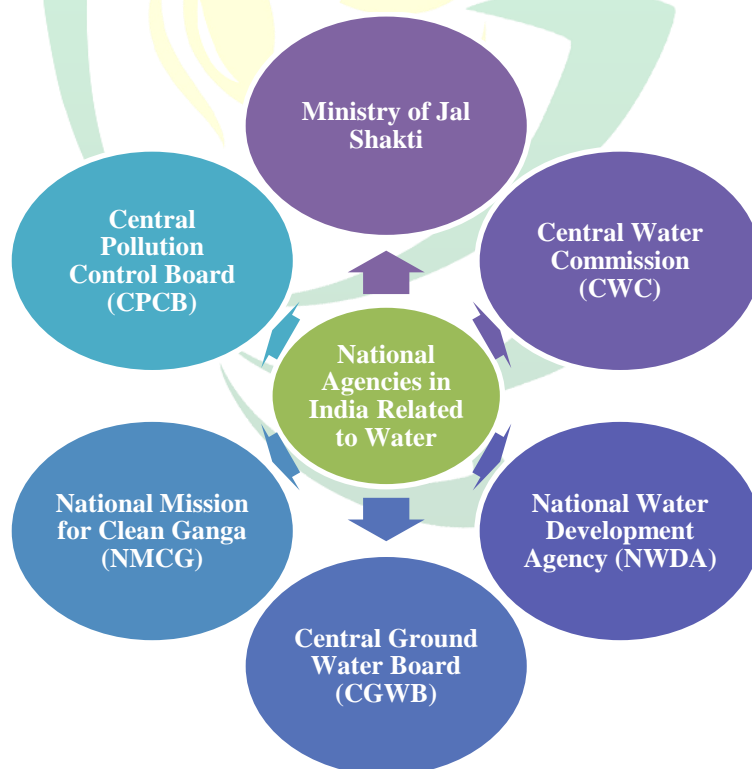 Ministry of Jal
Shakti
Central Water
Commission
(CWC)
National Water
Development
Agency (NWDA)
Central Ground
Water Board
(CGWB)
National Mission
for Clean Ganga
(NMCG)
Central
Pollution
Control Board
(CPCB)
National
Agencies in
India Related
to Water